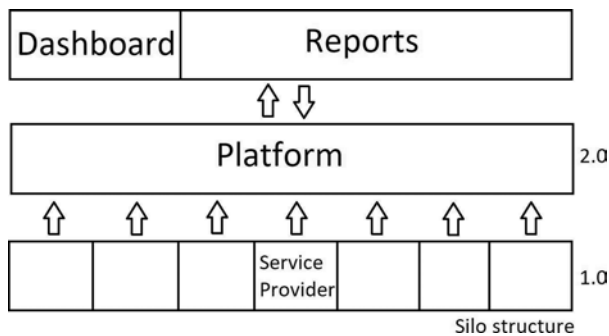 Dashboard Reports
Platform
2.0
Service
Provider
1.0
Silo structure